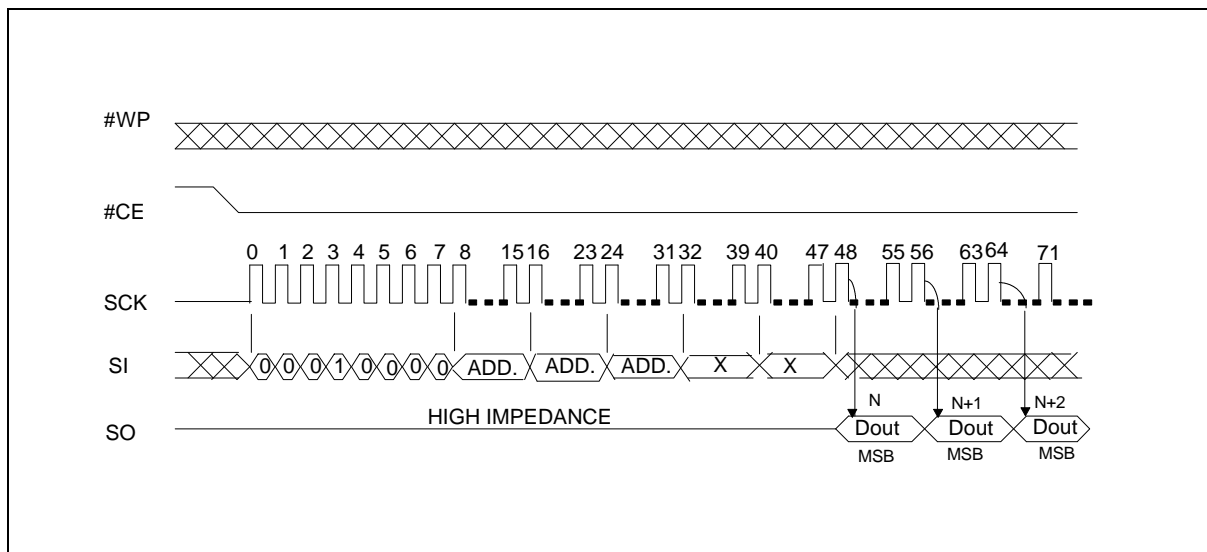 #WP
#CE
0 1 2 3 4 5 6 7 8 15 16 23 24 31 32 39 40 47 48 55 56 63 64 71
SCK
SI 0 0 0 1 0 0 0 0 ADD. ADD. ADD. X X
N N+1 N+2
HIGH IMPEDANCE
SO Dout Dout Dout
MSB MSB MSB